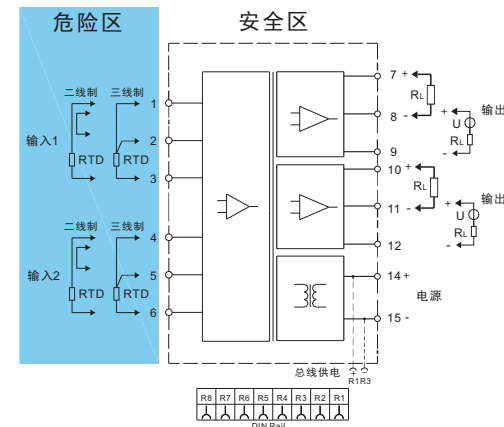 危险区
安全区
二线制 三线制
输入1
RTD RTD
1
2
3
二线制 三线制
输入2
RTD RTD
4
5
6
7 +
RL
8 -
9
+
U
RL
-
输出
10 +
RL
11 -
12
+
U
RL
-
输出
14 +
电源
15 -
总线供电
+ −
R1 R3
R8 R7 R6 R5 R4 R3 R2 R1
DIN Rail